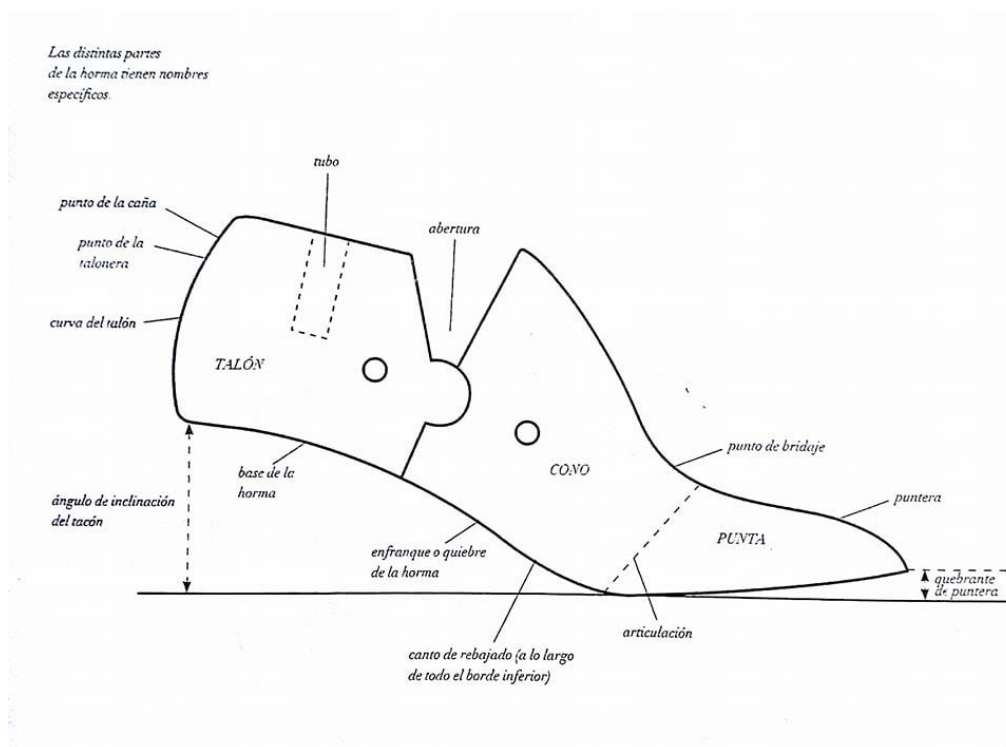 Las distintas partes
de la horma tienen nombres
específicos.
tubo
punto de la caña
abertura
punto de la
talonera
curva del talón
TALÓN
CONO
punto de bridaje
base de la
horma
ángulo de inclinación
del tacón
puntera
PUNTA
enfranque o quiebre
de la horma
quebrante
de puntera
articulación
canto de rebajado (a lo largo
de todo el borde inferior)